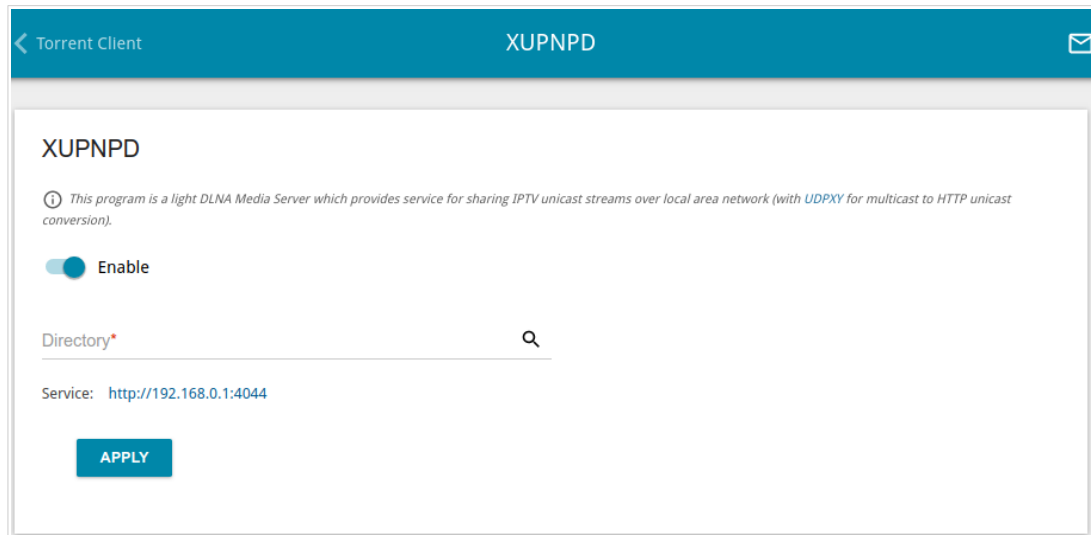 Torrent Client XUPNPD
XUPNPD
This program is a light DLNA Media Server which provides service for sharing IPTV unicast streams over local area network (with UDPXY for multicast to HTTP unicast
conversion).
Enable
Directory*
Service: http://192.168.0.1:4044
APPLY